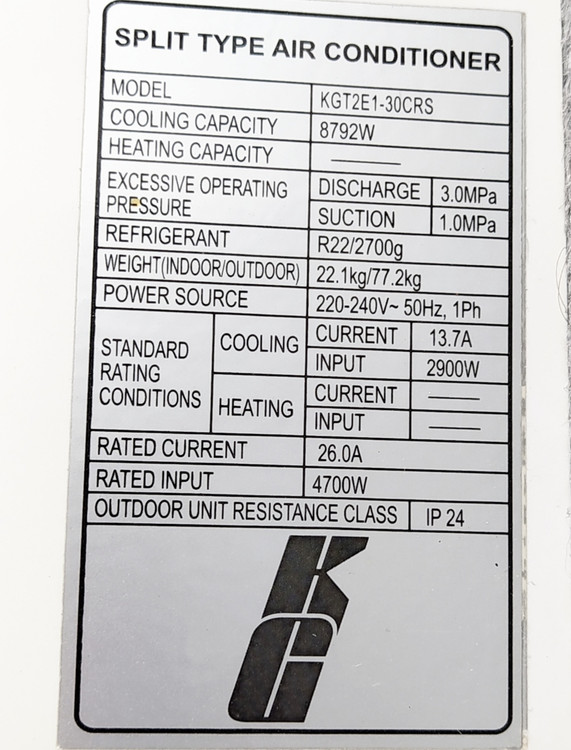 SPLIT TYPE AIR CONDITIONER
MODEL KGT2E1-30CRS
COOLING CAPACITY 8792W
HEATING CAPACITY ———
EXCESSIVE OPERATING PRESSURE DISCHARGE 3.0MPa
SUCTION 1.0MPa
REFRIGERANT R22/2700g
WEIGHT(INDOOR/OUTDOOR) 22.1kg/77.2kg
POWER SOURCE 220-240V~ 50Hz, 1Ph
STANDARD RATING CONDITIONS COOLING CURRENT 13.7A
INPUT 2900W
HEATING CURRENT ———
INPUT ———
RATED CURRENT 26.0A
RATED INPUT 4700W
OUTDOOR UNIT RESISTANCE CLASS IP 24
KG